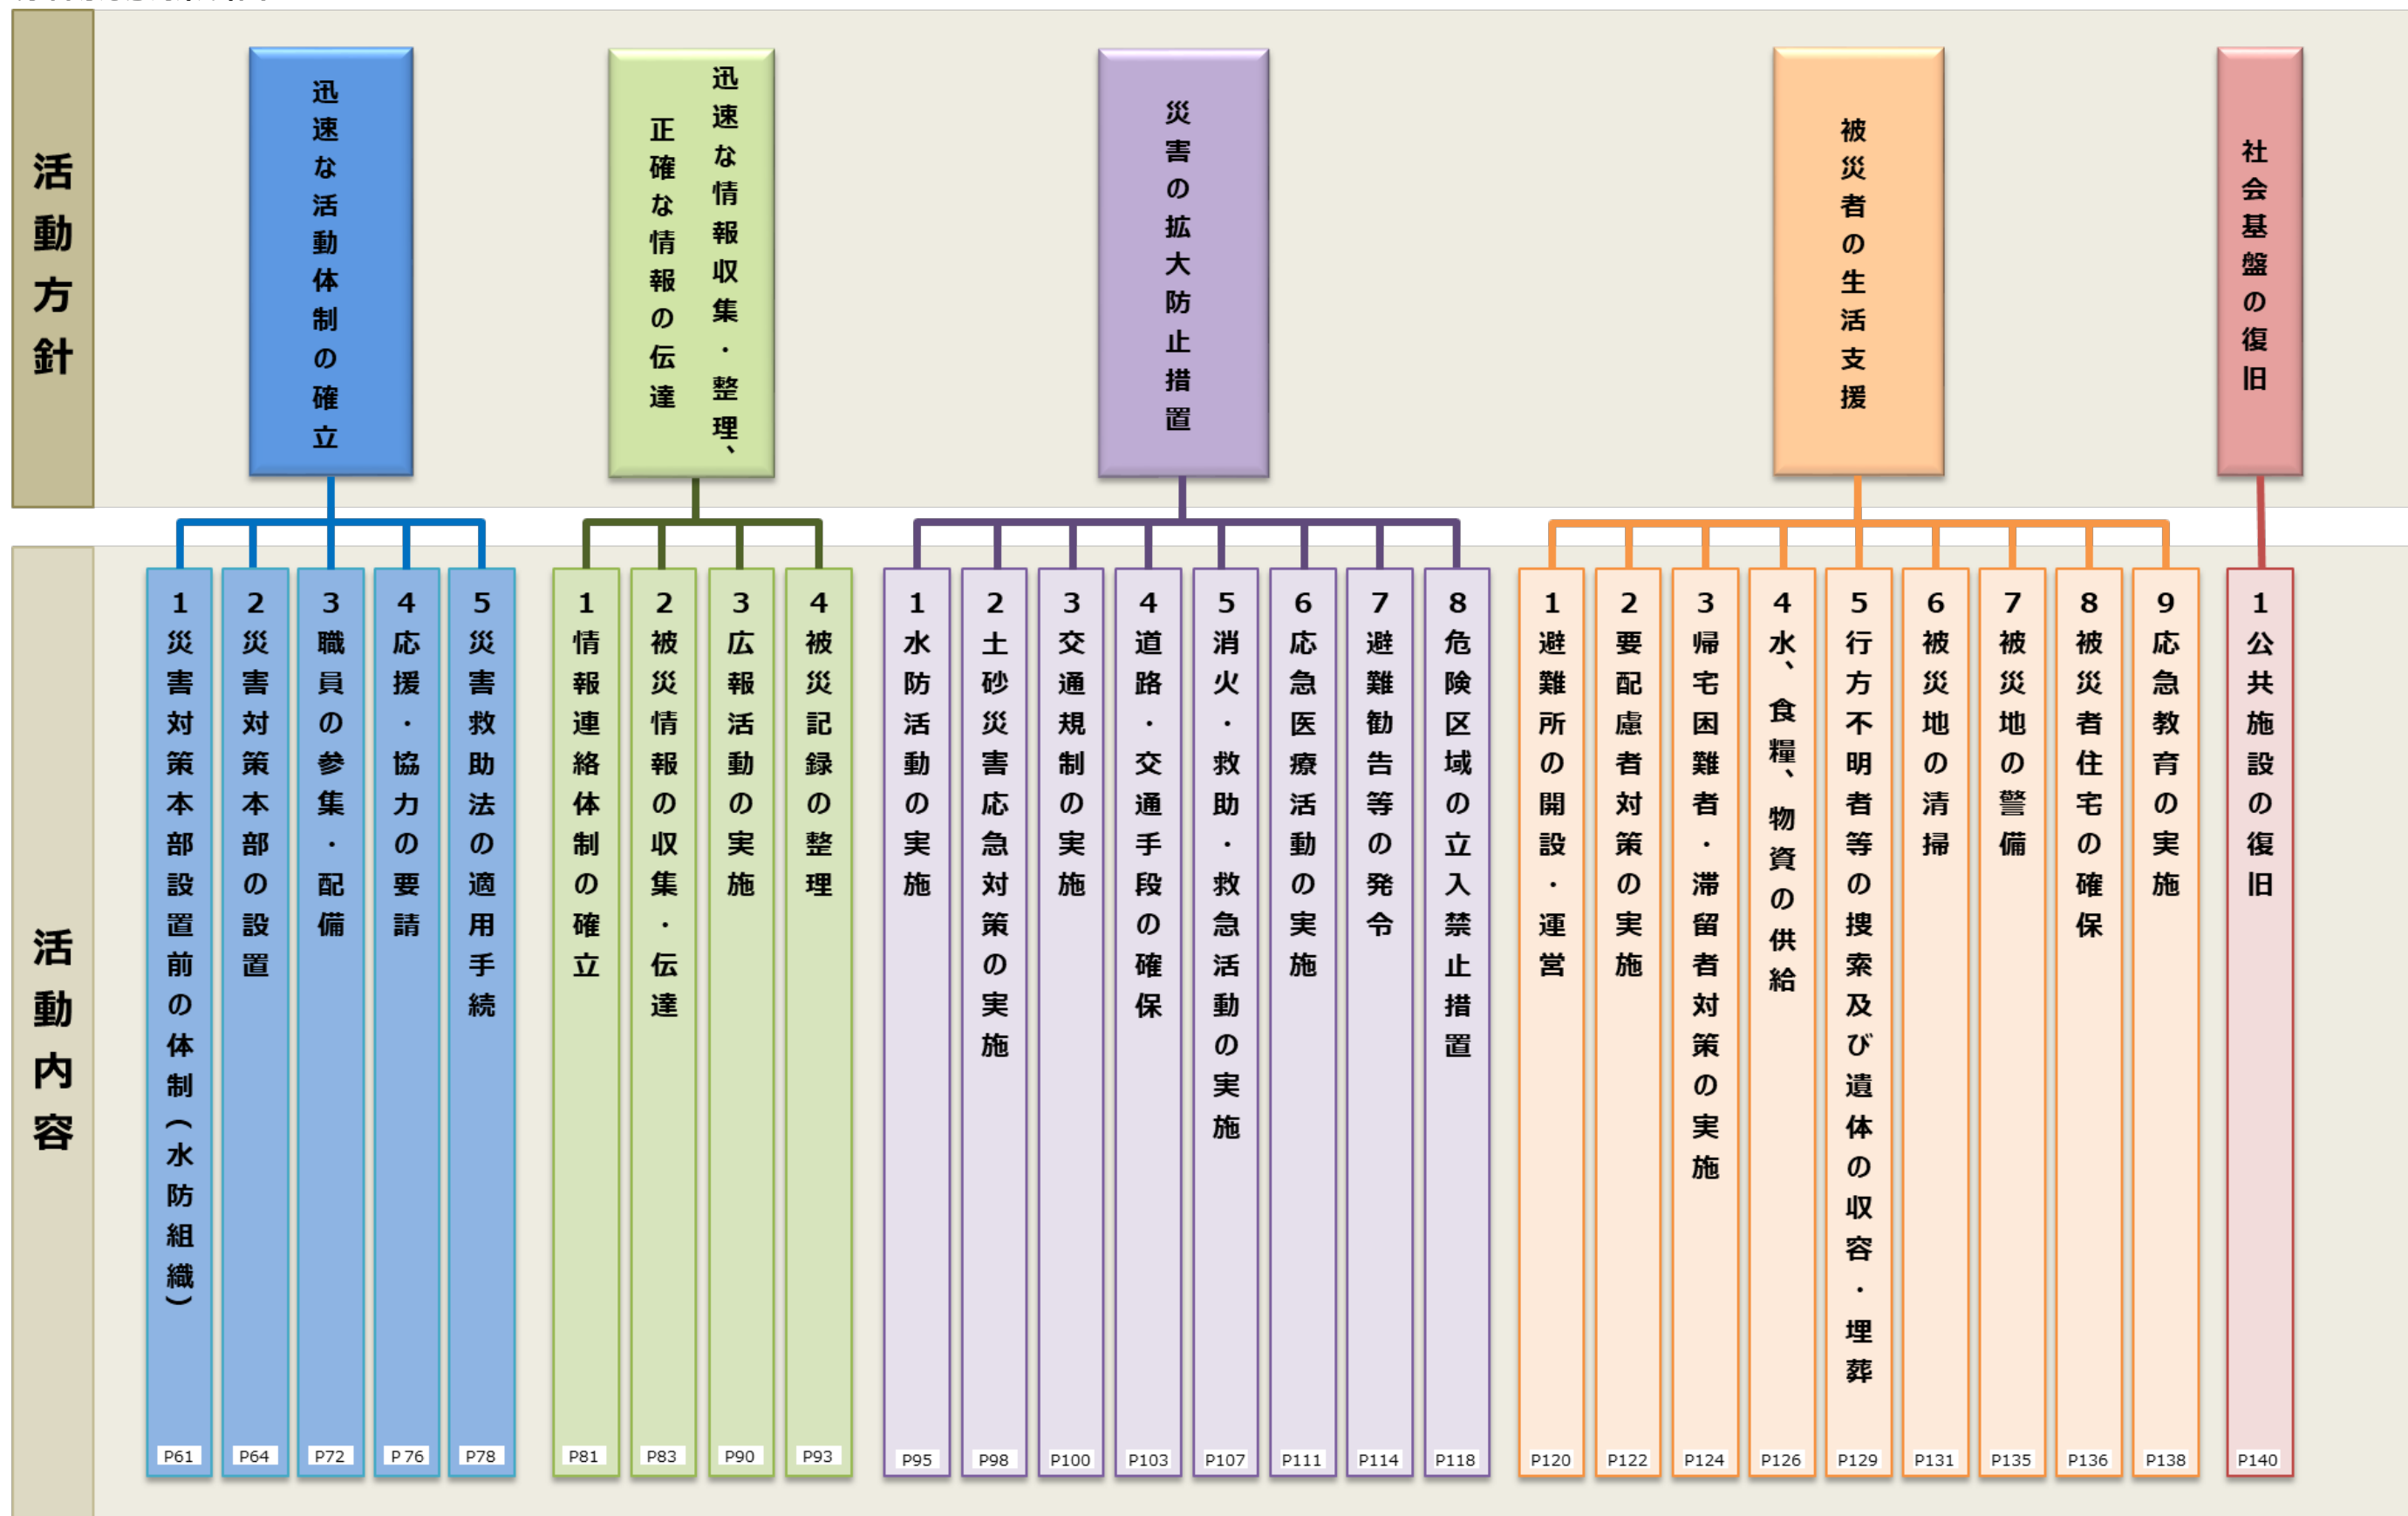 活動方針
迅速な活動体制の確立
迅速な情報収集・整理、
正確な情報の伝達
災害の拡大防止措置
被災者の生活支援
社会基盤の復旧
活動内容
1災害対策本部設置前の体制(水防組織)
P61
2災害対策本部の設置
P64
3職員の参集・配備
P72
4応援・協力の要請
P76
5災害救助法の適用手続
P78
1情報連絡体制の確立
P81
2被災情報の収集・伝達
P83
3広報活動の実施
P90
4被災記録の整理
P93
1水防活動の実施
P95
2土砂災害応急対策の実施
P98
3交通規制の実施
P100
4道路・交通手段の確保
P103
5消火・救助・救急活動の実施
P107
6応急医療活動の実施
P111
7避難勧告等の発令
P114
8危険区域の立入禁止措置
P118
1避難所の開設・運営
P120
2要配慮者対策の実施
P122
3帰宅困難者・滞留者対策の実施
P124
4水、食糧、物資の供給
P126
5行方不明者等の捜索及び遺体の収容・埋葬
P129
6被災地の清掃
P131
7被災地の警備
P135
8被災者住宅の確保
P136
9応急教育の実施
P138
1公共施設の復旧
P140